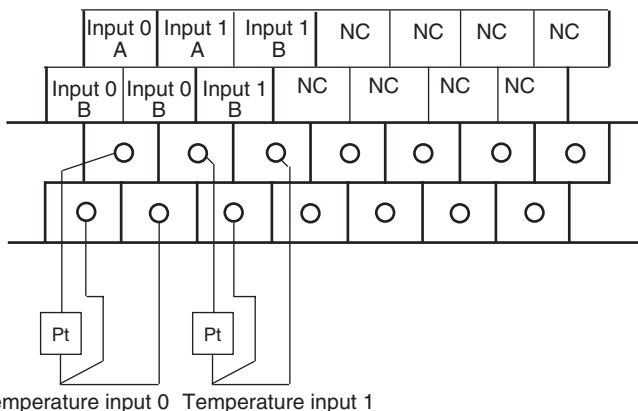 Input 0 Input 1 Input 1 NC NC NC NC
A A B
Input 0 Input 0 Input 1 NC NC NC NC
B B B
Pt Pt
emperature input 0 Temperature input 1